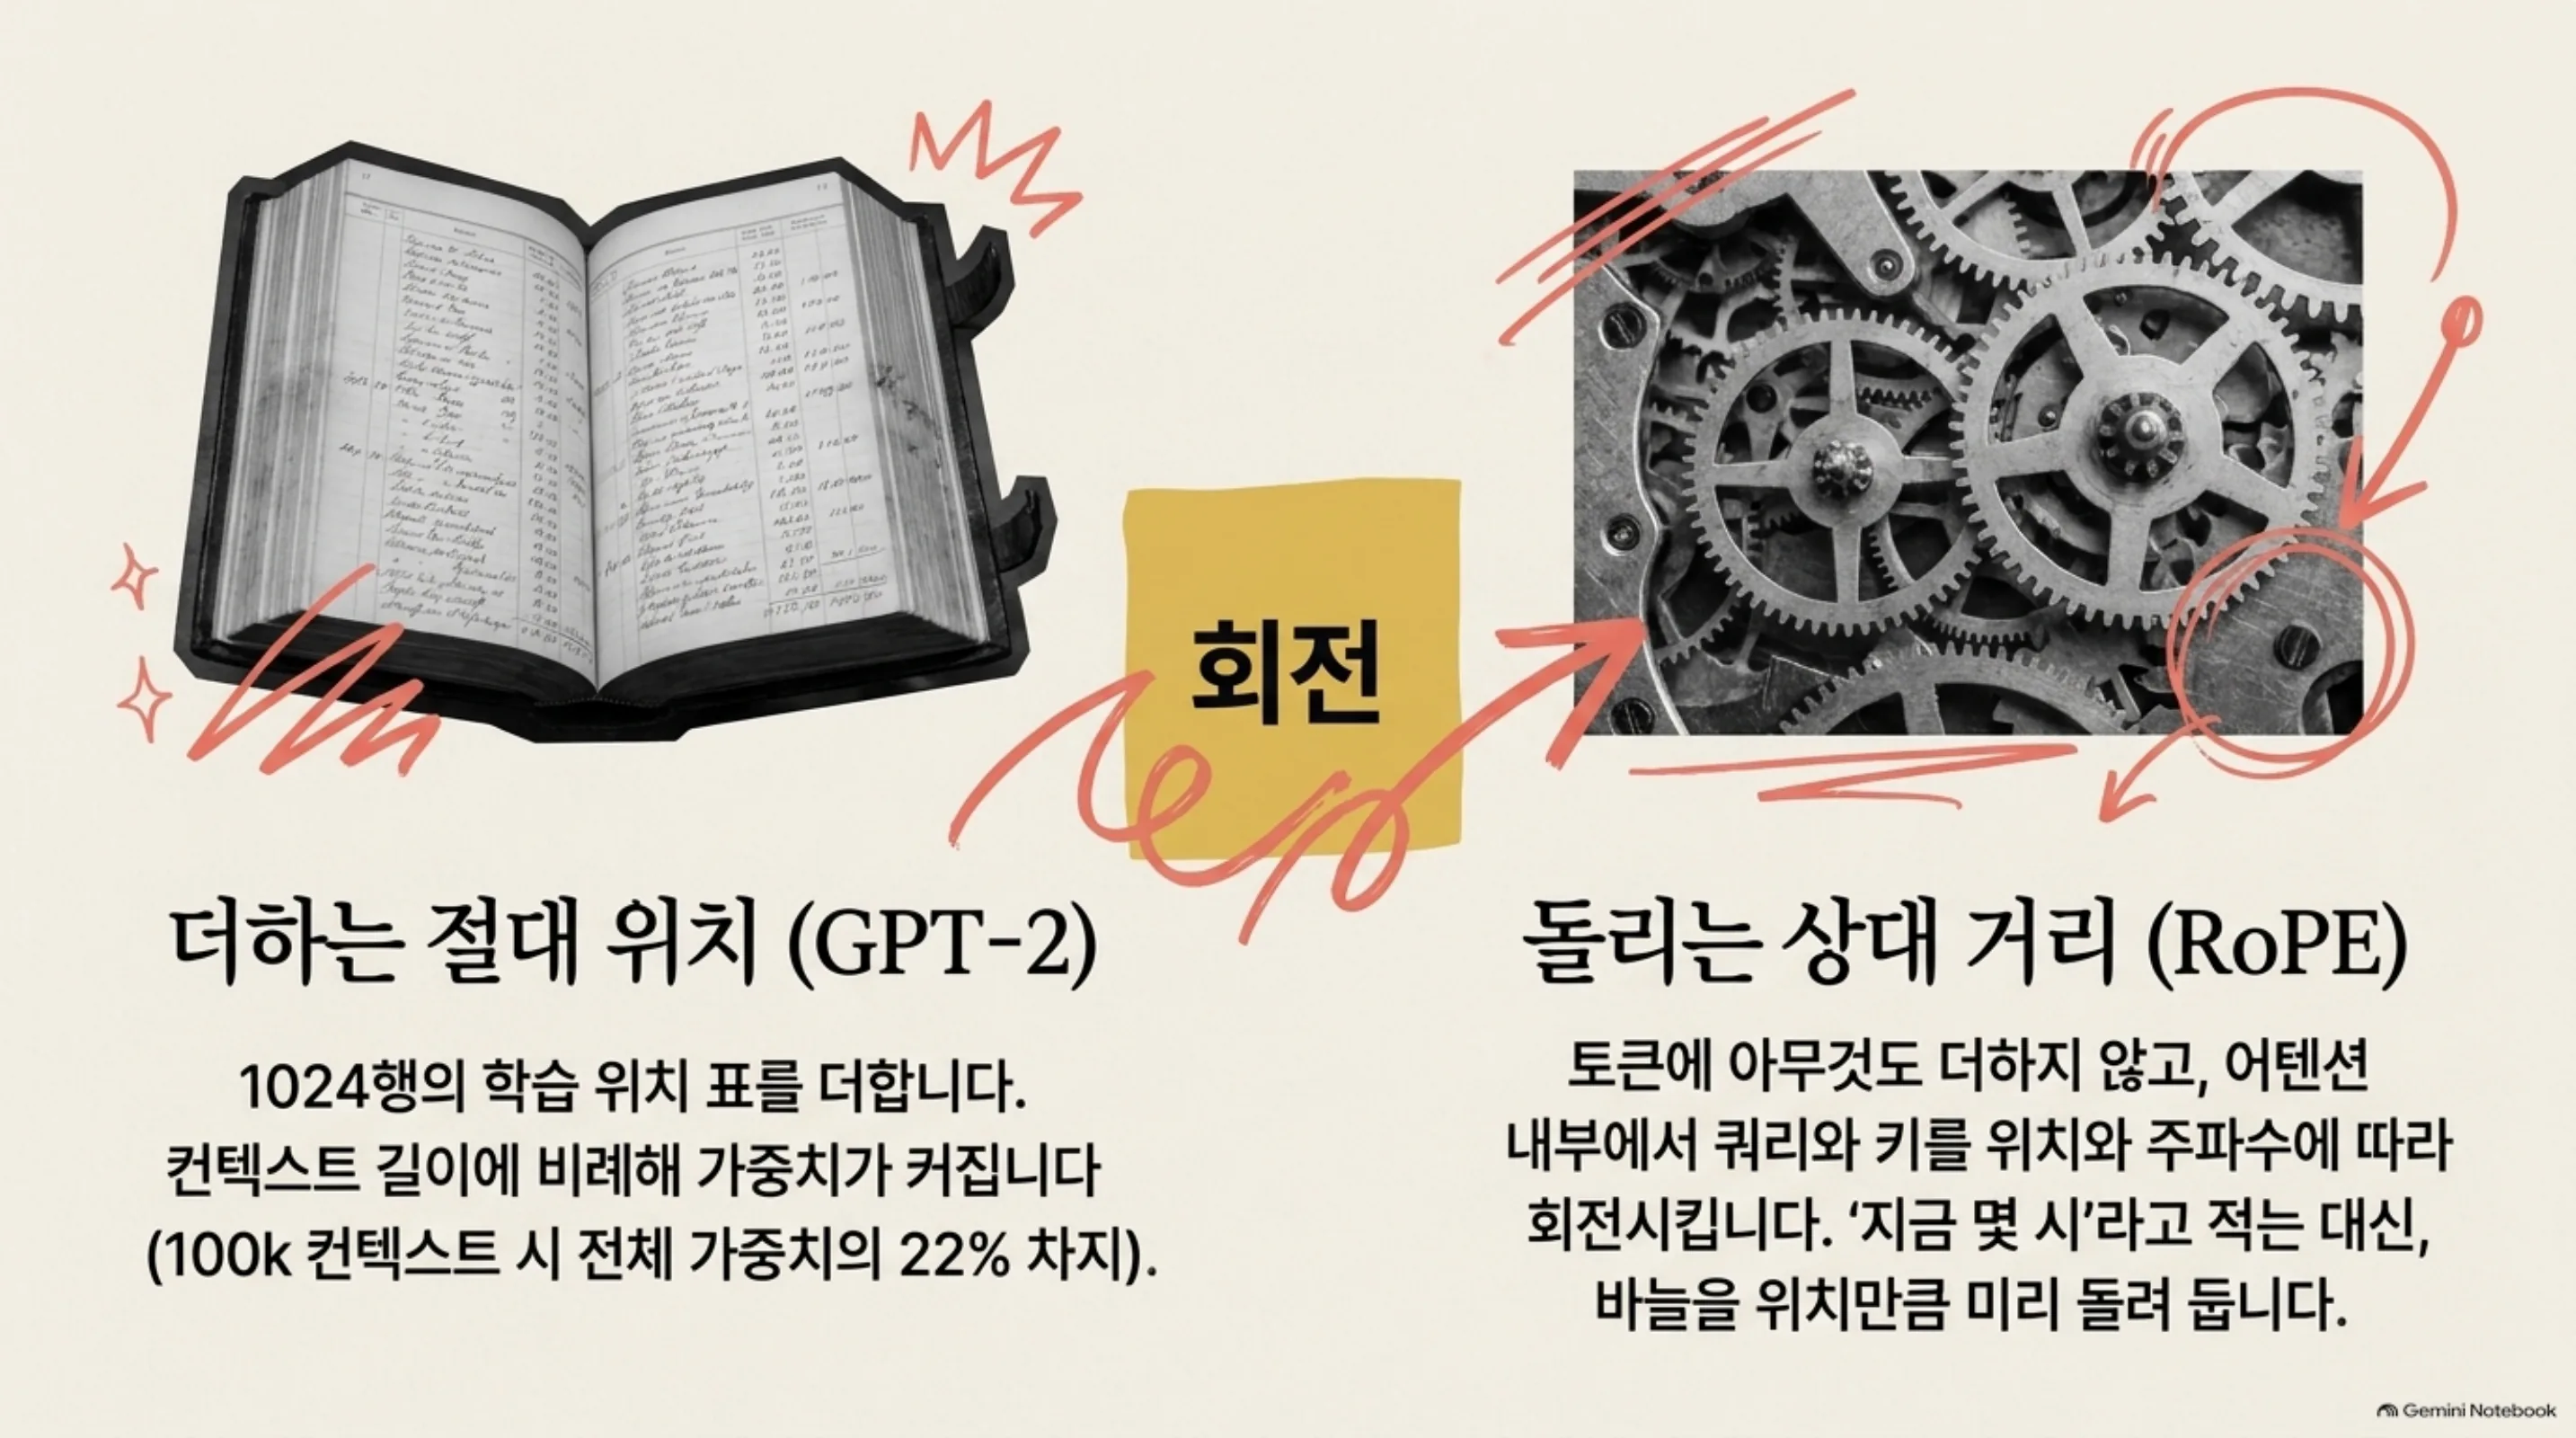 회전
더하는 절대 위치 (GPT-2)
1024행의 학습 위치 표를 더합니다.
컨텍스트 길이에 비례해 가중치가 커집니다
(100k 컨텍스트 시 전체 가중치의 22% 차지).
돌리는 상대 거리 (RoPE)
토큰에 아무것도 더하지 않고, 어텐션
내부에서 쿼리와 키를 위치와 주파수에 따라
회전시킵니다. ‘지금 몇 시’라고 적는 대신,
바늘을 위치만큼 미리 돌려 둡니다.
Gemini Notebook